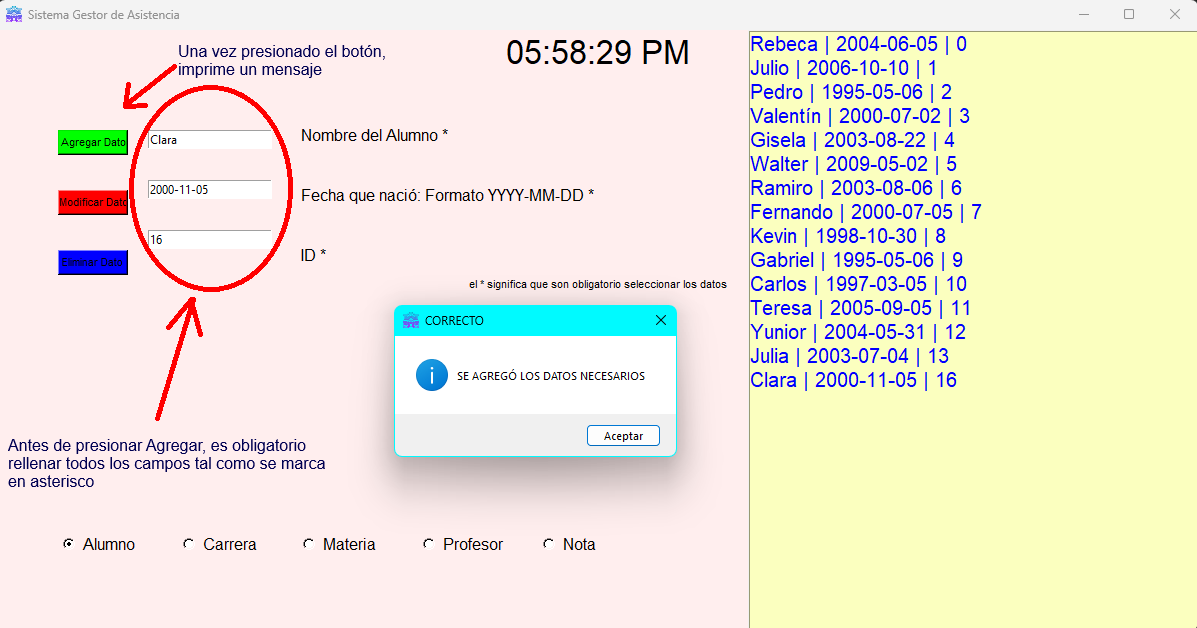 Sistema Gestor de Asistencia
Una vez presionado el botón,
imprime un mensaje
05:58:29 PM
Agregar Dato
Clara
Nombre del Alumno *
Modificar Dato
2000-11-05
Fecha que nació: Formato YYYY-MM-DD *
Eliminar Dato
16
ID *
el * significa que son obligatorio seleccionar los datos
CORRECTO
SE AGREGÓ LOS DATOS NECESARIOS
Aceptar
Antes de presionar Agregar, es obligatorio
rellenar todos los campos tal como se marca
en asterisco
Alumno
Carrera
Materia
Profesor
Nota
Rebeca | 2004-06-05 | 0
Julio | 2006-10-10 | 1
Pedro | 1995-05-06 | 2
Valentín | 2000-07-02 | 3
Gisela | 2003-08-22 | 4
Walter | 2009-05-02 | 5
Ramiro | 2003-08-06 | 6
Fernando | 2000-07-05 | 7
Kevin | 1998-10-30 | 8
Gabriel | 1995-05-06 | 9
Carlos | 1997-03-05 | 10
Teresa | 2005-09-05 | 11
Yunior | 2004-05-31 | 12
Julia | 2003-07-04 | 13
Clara | 2000-11-05 | 16